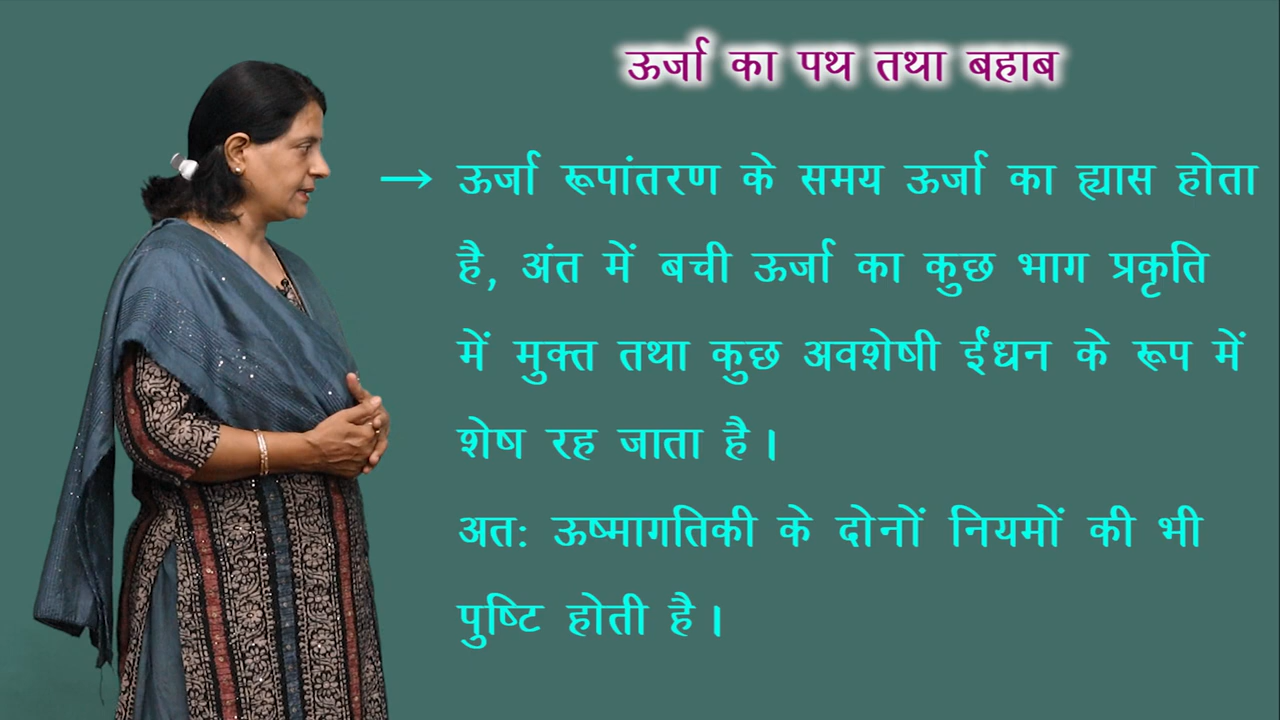 ऊर्जा का पथ तथा बहाब
→ ऊर्जा रूपांतरण के समय ऊर्जा का ह्यास होता
है, अंत में बची ऊर्जा का कुछ भाग प्रकृति
में मुक्त तथा कुछ अवशेषी ईंधन के रूप में
शेष रह जाता है।
अतः ऊष्मागतिकी के दोनों नियमों की भी
पुष्टि होती है।